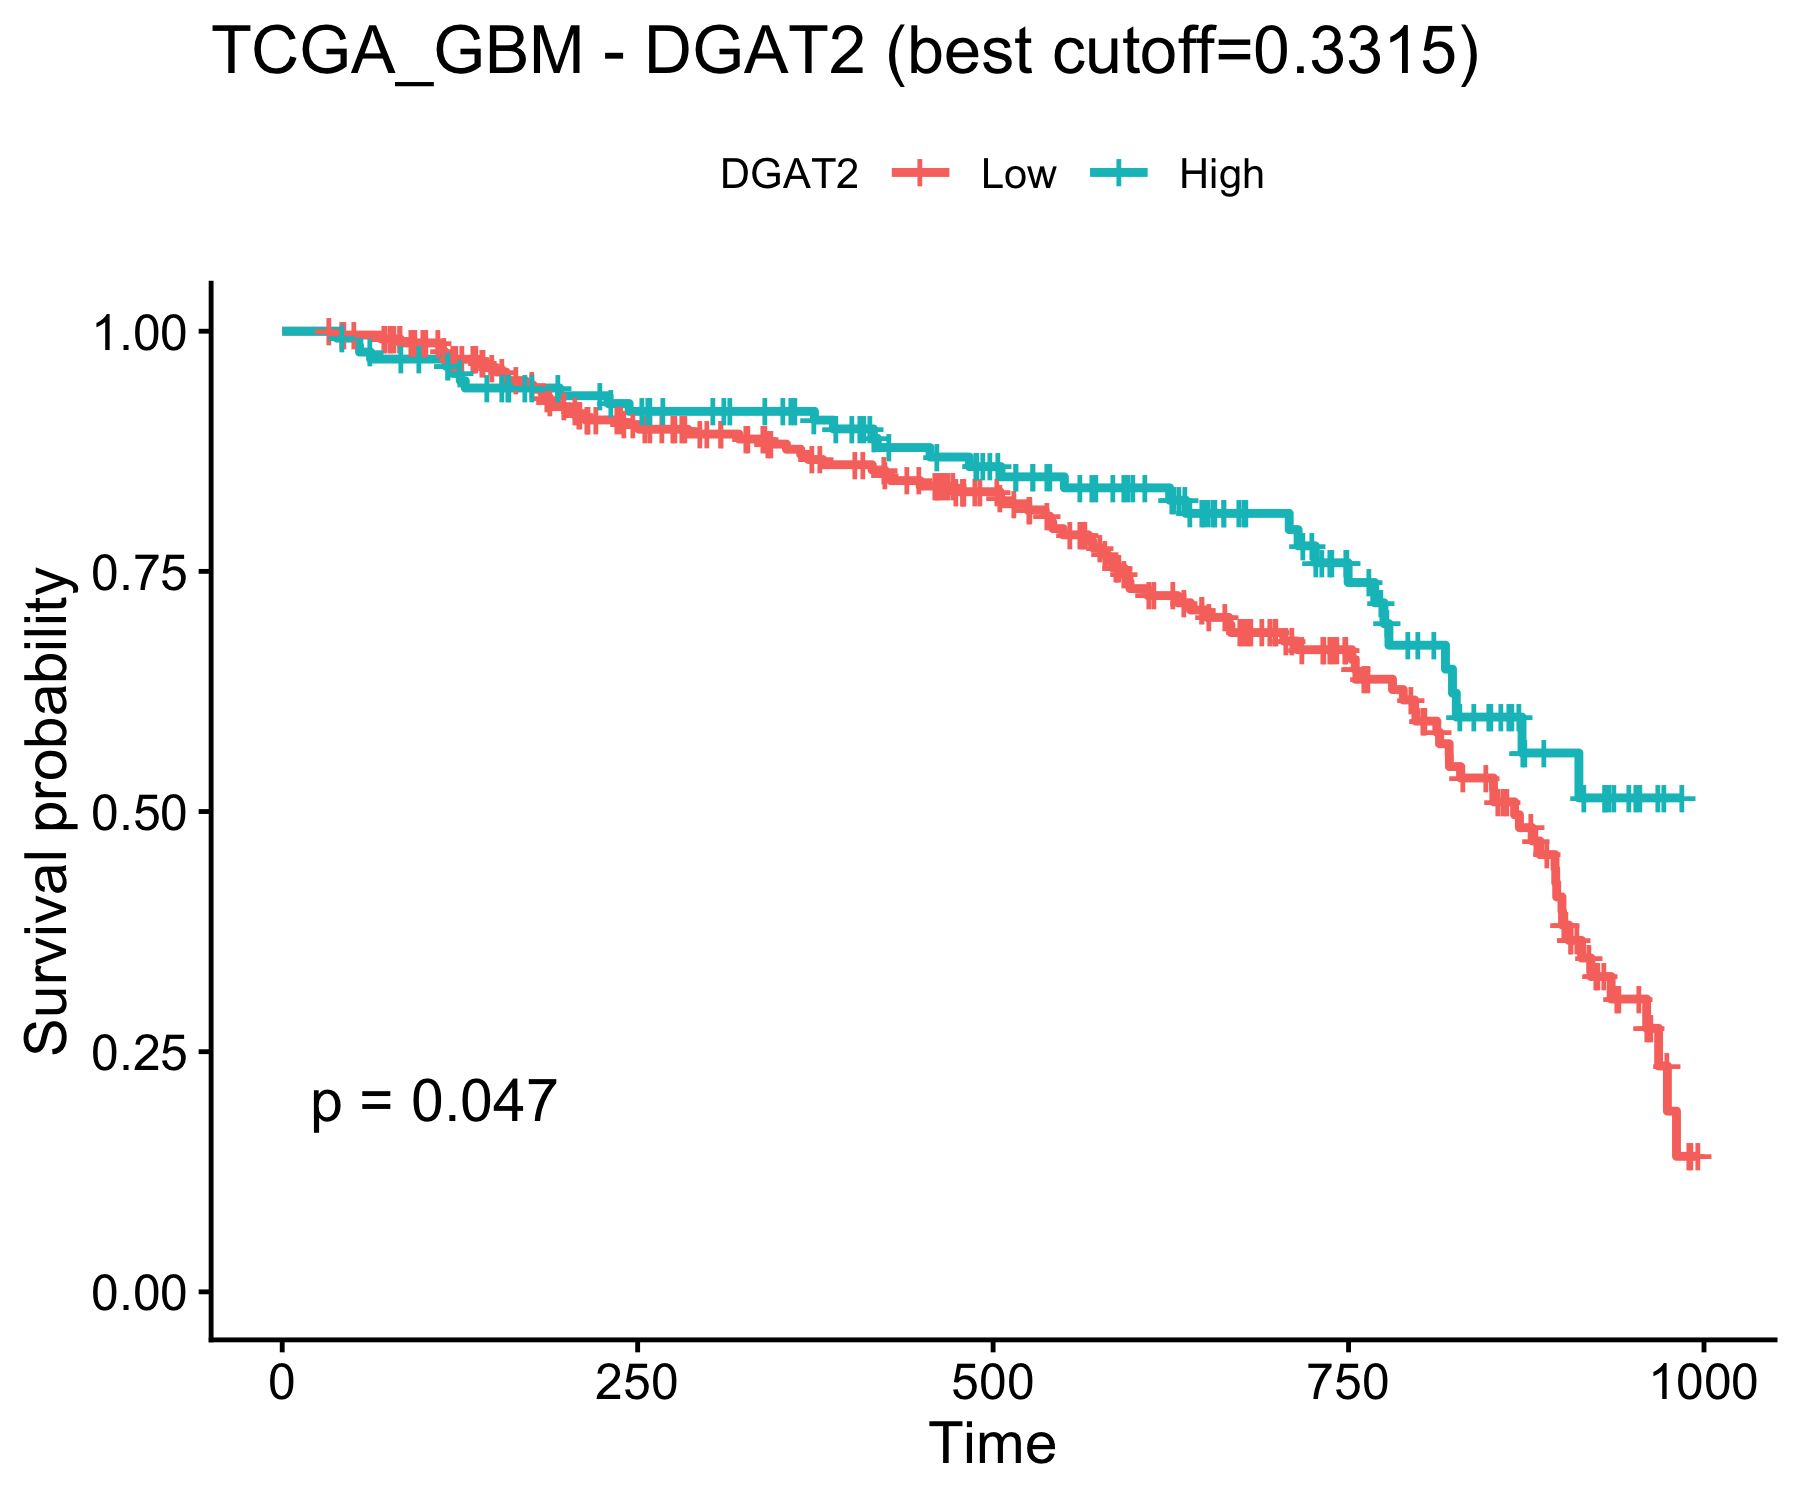 TCGA_GBM - DGAT2 (best cutoff=0.3315)
DGAT2 Low High
Survival probability
1.00
0.75
0.50
0.25
0.00
p = 0.047
0 250 500 750 1000
Time